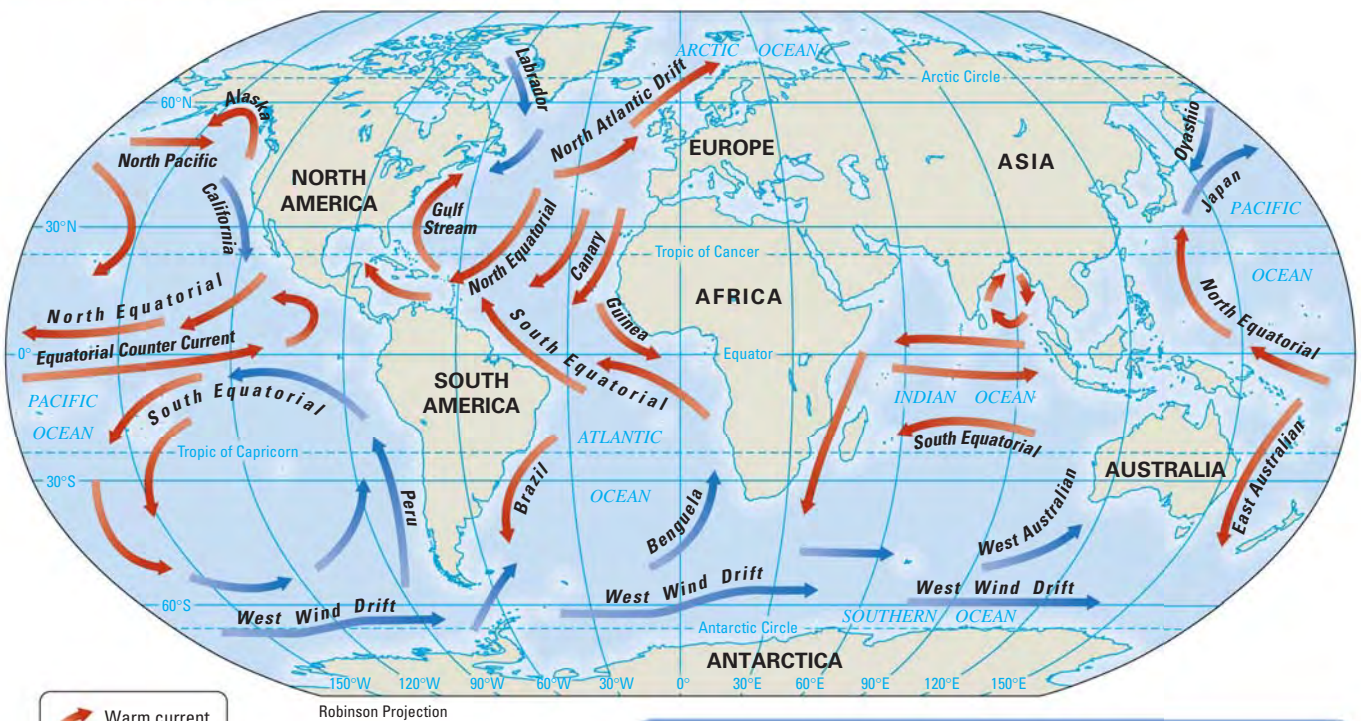 ARCTIC OCEAN
Arctic Circle
Labrador
North Atlantic Drift
60°N
Alaska
North Pacific
Oyashio
EUROPE
ASIA
NORTH
AMERICA
California
Gulf
Stream
Japan
PACIFIC
OCEAN
30°N
North Equatorial
Canary
Tropic of Cancer
AFRICA
North Equatorial
Guinea
North Equatorial
Equatorial Counter Current
0°
Equator
South Equatorial
SOUTH
AMERICA
PACIFIC
OCEAN
South Equatorial
INDIAN OCEAN
ATLANTIC
OCEAN
South Equatorial
Tropic of Capricorn
AUSTRALIA
30°S
Peru
Brazil
Benguela
West Australian
East Australian
West Wind Drift
West Wind Drift
West Wind Drift
60°S
SOUTHERN OCEAN
Antarctic Circle
ANTARCTICA
150°W 120°W 90°W 60°W 30°W 0° 30°E 60°E 90°E 120°E 150°E
Robinson Projection
Warm current